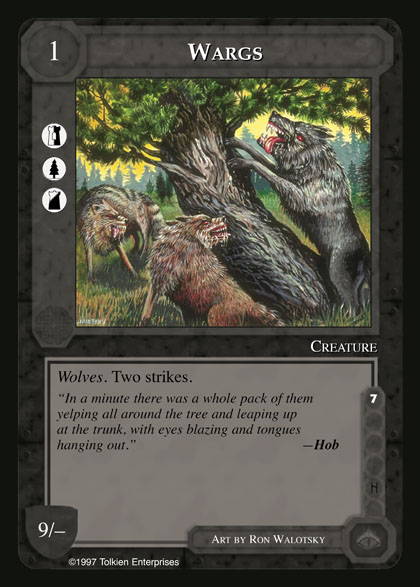 1
WARGS
CREATURE
Wolves. Two strikes.
“In a minute there was a whole pack of them
yelping all around the tree and leaping up
at the trunk, with eyes blazing and tongues
hanging out.” —Hob
7
9/–
ART BY RON WALOTSKY
©1997 Tolkien Enterprises